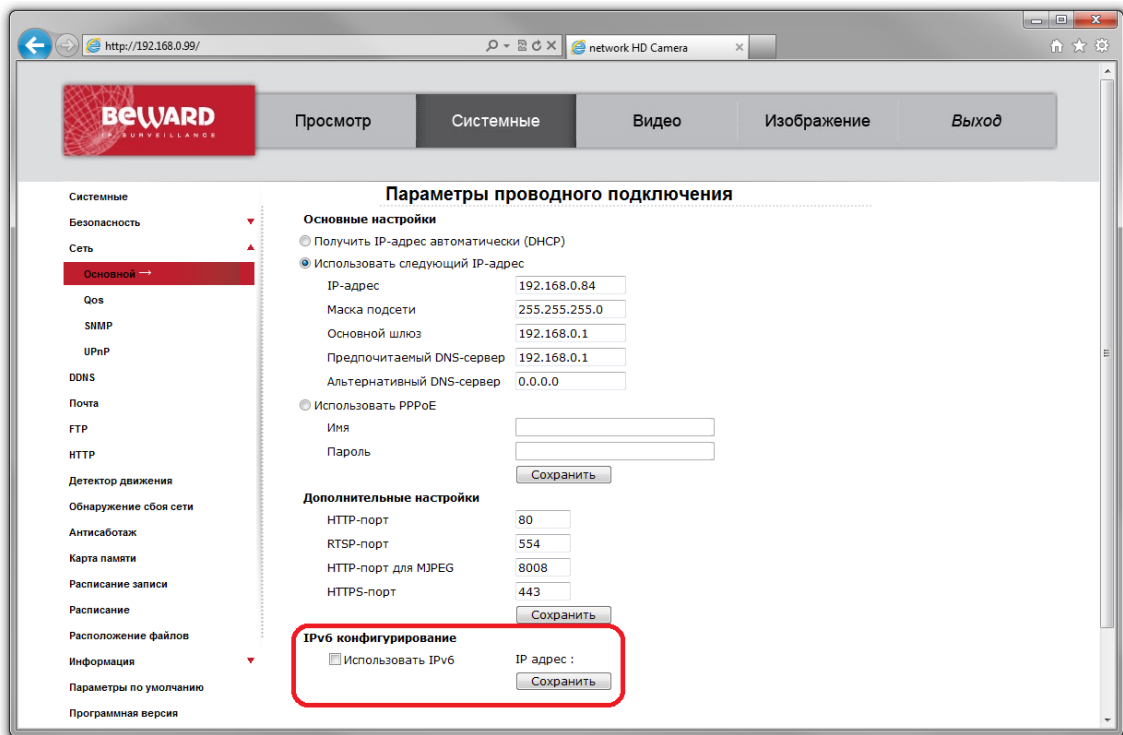 http://192.168.0.99/
network HD Camera
BEWARD
IP SURVEILLANCE
Просмотр
Системные
Видео
Изображение
Выход
Системные
Безопасность
Сеть
Основной →
Qos
SNMP
UPnP
DDNS
Почта
FTP
HTTP
Детектор движения
Обнаружение сбоя сети
Антисаботаж
Карта памяти
Расписание записи
Расписание
Расположение файлов
Информация
Параметры по умолчанию
Программная версия
Параметры проводного подключения
Основные настройки
Получить IP-адрес автоматически (DHCP)
Использовать следующий IP-адрес
IP-адрес 192.168.0.84
Маска подсети 255.255.255.0
Основной шлюз 192.168.0.1
Предпочитаемый DNS-сервер 192.168.0.1
Альтернативный DNS-сервер 0.0.0.0
Использовать PPPoE
Имя
Пароль
Сохранить
Дополнительные настройки
HTTP-порт 80
RTSP-порт 554
HTTP-порт для MJPEG 8008
HTTPS-порт 443
Сохранить
IPv6 конфигурирование
Использовать IPv6 IP адрес :
Сохранить